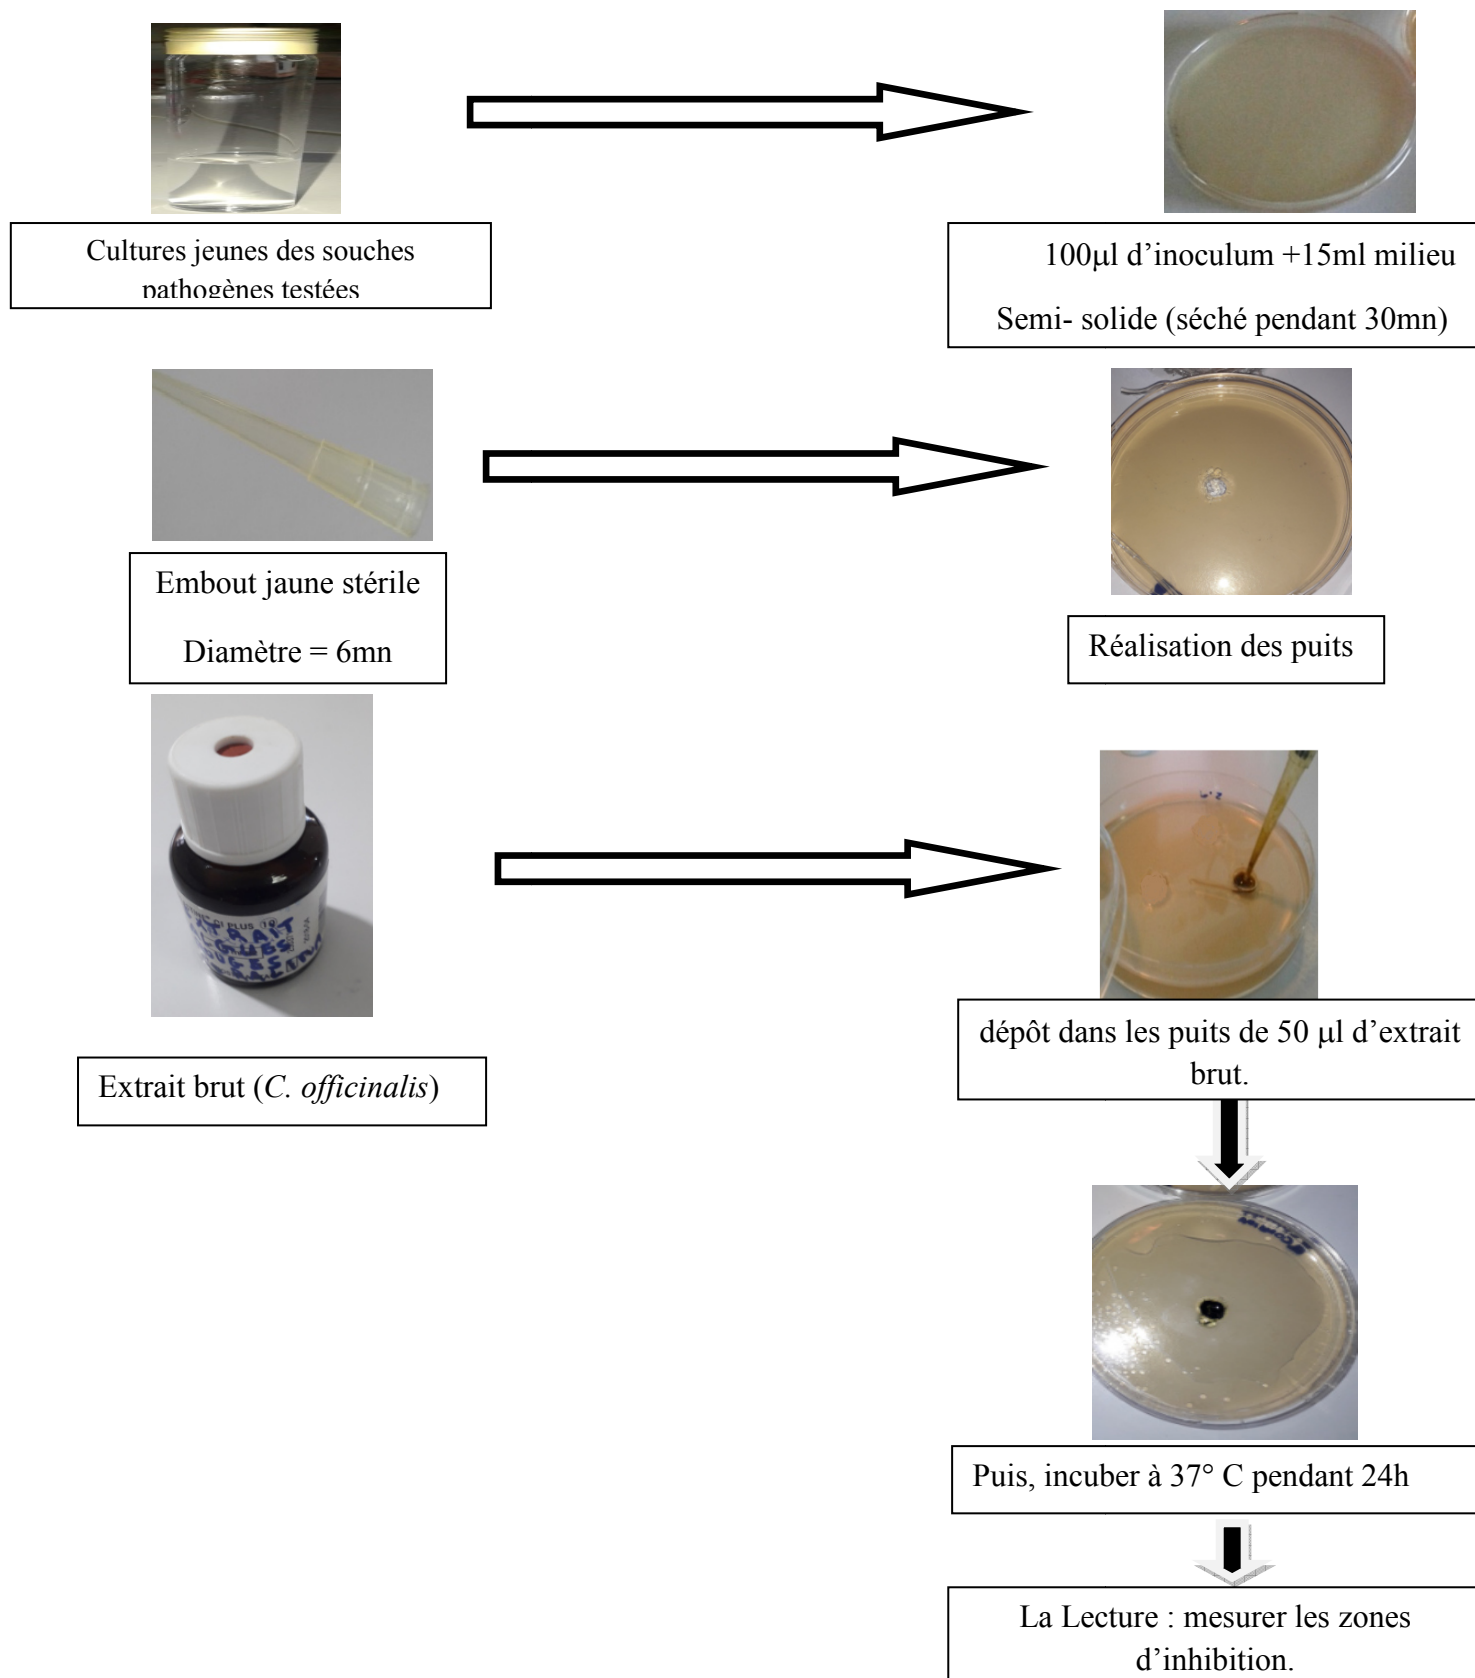 Cultures jeunes des souches
pathogènes testées
100µl d’inoculum +15ml milieu
Semi- solide (séché pendant 30mn)
Embout jaune stérile
Diamètre = 6mn
Réalisation des puits
PLUS
EXTRAIT
dépôt dans les puits de 50 µl d’extrait
brut.
Extrait brut (C. officinalis)
Puis, incuber à 37° C pendant 24h
La Lecture : mesurer les zones
d’inhibition.